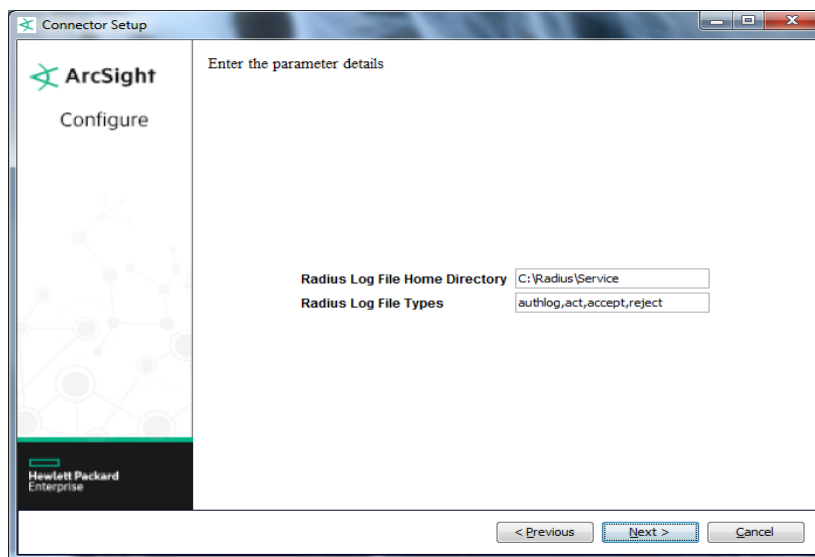 Connector Setup
ArcSight
Configure
Enter the parameter details
Radius Log File Home Directory C:\Radius\Service
Radius Log File Types authlog,act,accept,reject
Hewlett Packard
Enterprise
< Previous Next > Cancel